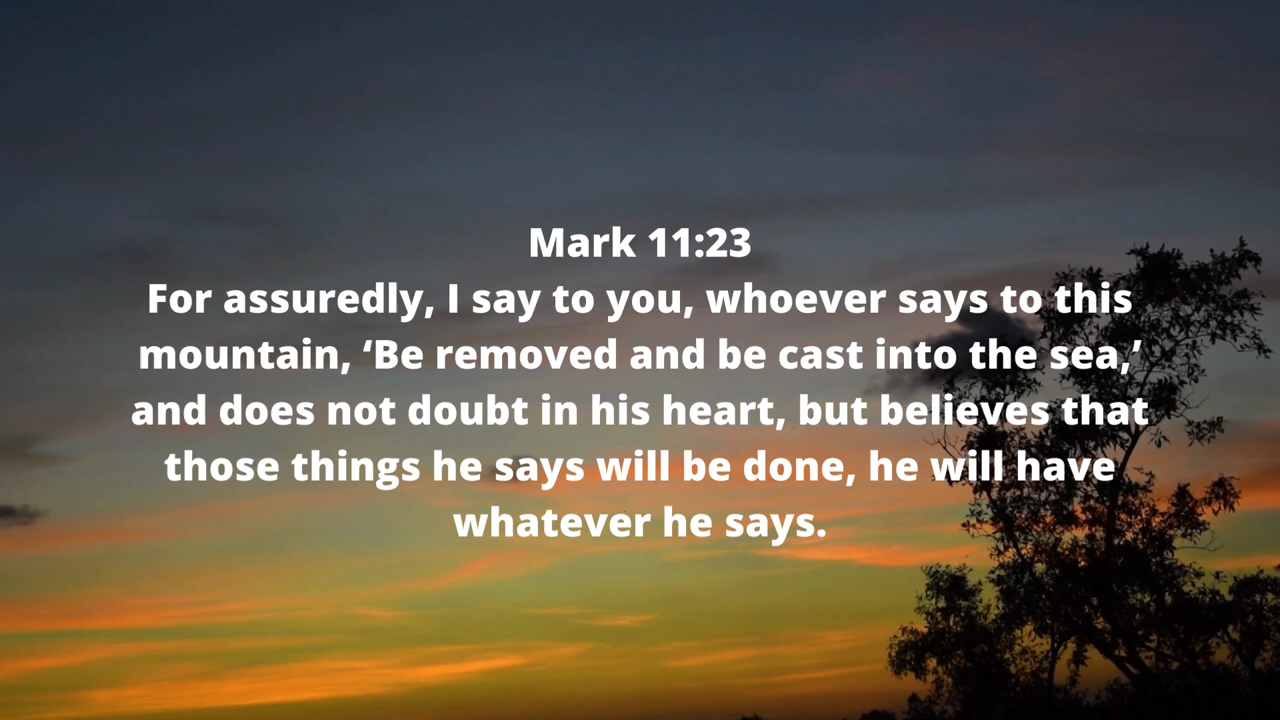 Mark 11:23
For assuredly, I say to you, whoever says to this
mountain, ‘Be removed and be cast into the sea,’
and does not doubt in his heart, but believes that
those things he says will be done, he will have
whatever he says.